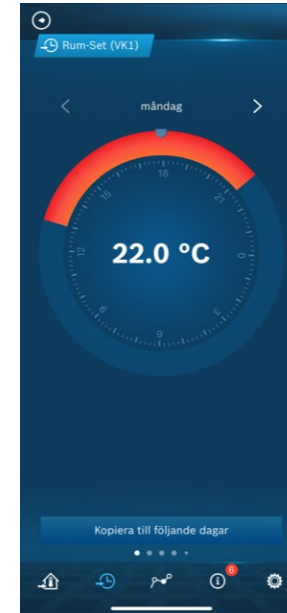 Rum-Set (VK1)
måndag
18
15
21
22.0 °C
12
0
9
3
6
Kopiera till följande dagar
6